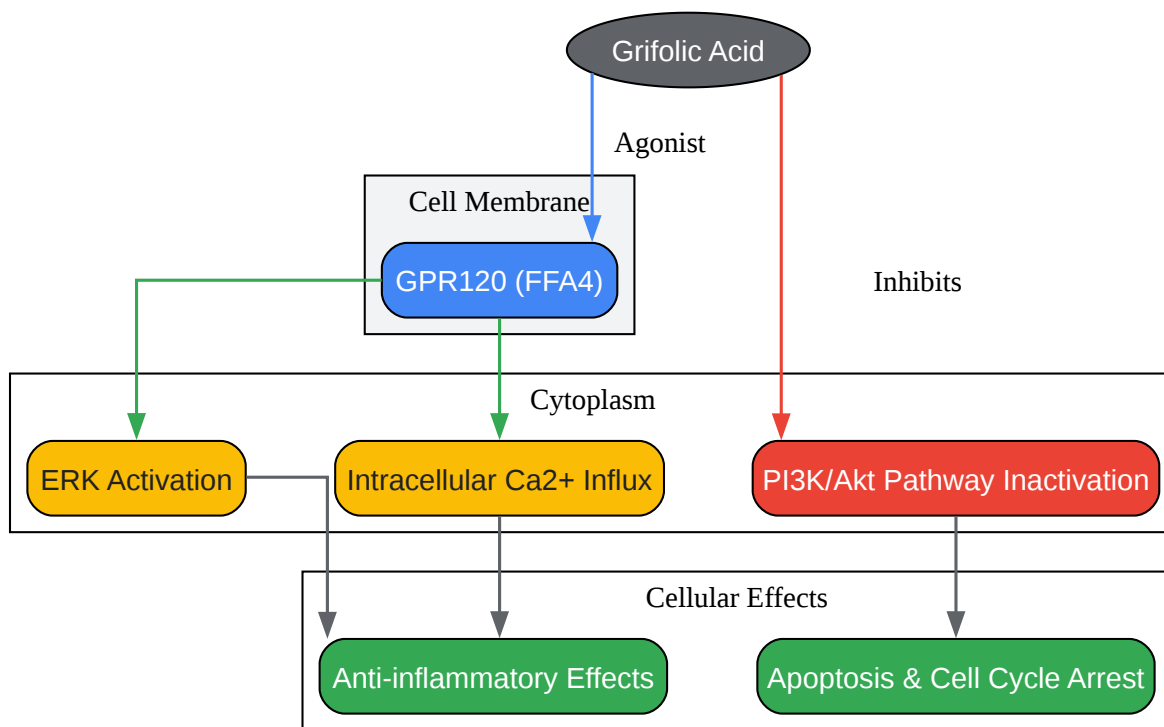 Grifolic Acid
Agonist
Cell Membrane
GPR120 (FFA4)
Inhibits
Cytoplasm
ERK Activation
Intracellular Ca2+ Influx
PI3K/Akt Pathway Inactivation
Cellular Effects
Anti-inflammatory Effects
Apoptosis & Cell Cycle Arrest